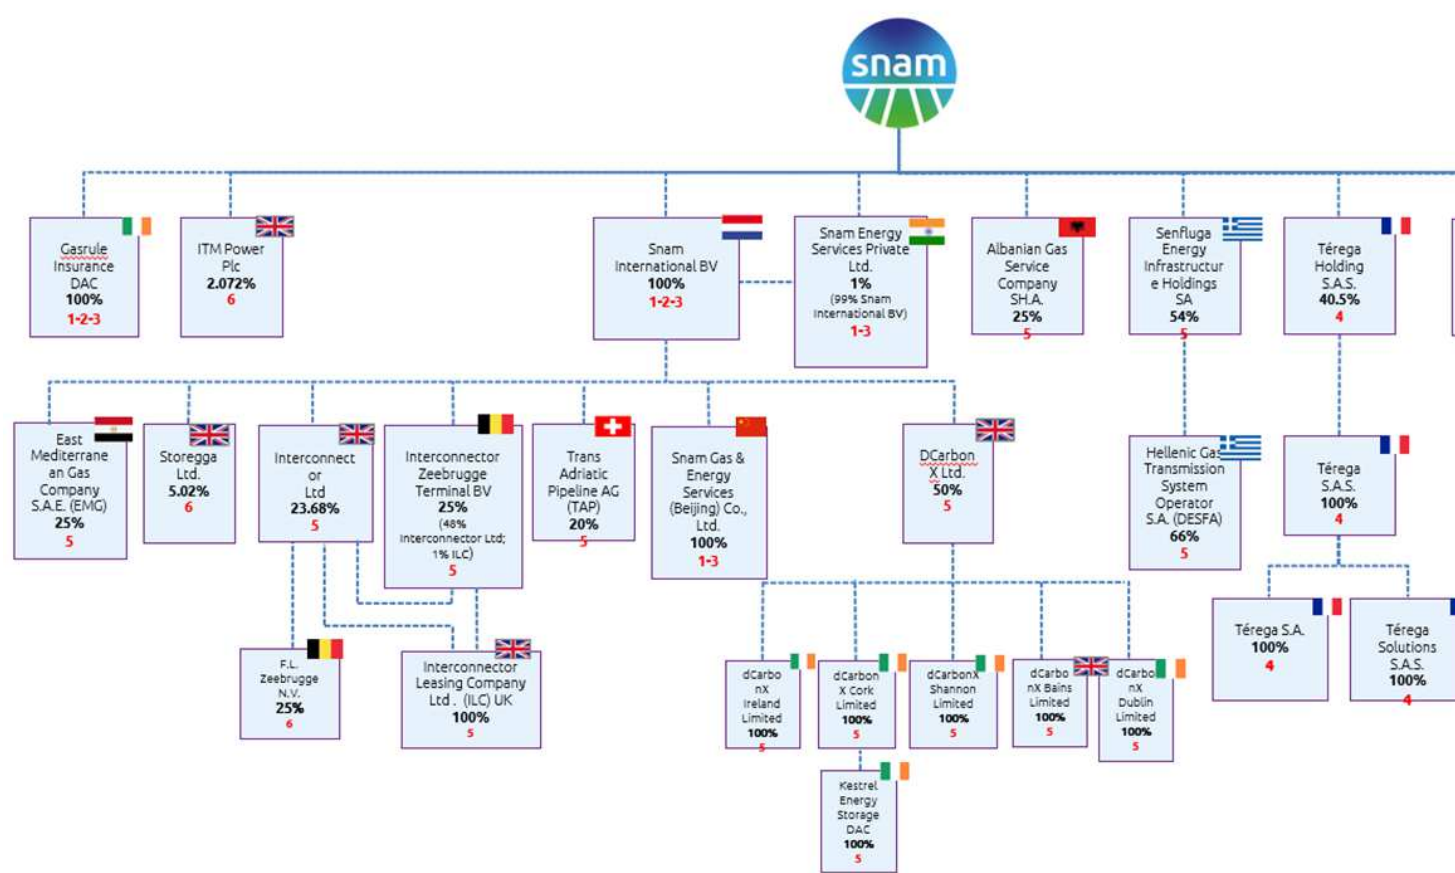 snam
Gasrule
Insurance
DAC
100%
1-2-3
ITM Power
Plc
2.072%
6
Snam
International BV
100%
1-2-3
Snam Energy
Services Private
Ltd.
1%
(99% Snam
International BV)
1-3
Albanian Gas
Service
Company
SH.A.
25%
5
Senfluga
Energy
Infrastructur
e Holdings
SA
54%
5
Térega
Holding
S.A.S.
40.5%
4
East
Mediterrane
an Gas
Company
S.A.E. (EMG)
25%
5
Storegga
Ltd.
5.02%
6
Interconnect
or
Ltd
23.68%
5
Interconnector
Zeebrugge
Terminal BV
25%
(48%
Interconnector Ltd;
1% ILC)
5
Trans
Adriatic
Pipeline AG
(TAP)
20%
5
Snam Gas &
Energy
Services
(Beijing) Co.,
Ltd.
100%
1-3
DCarbon
X Ltd.
50%
5
Hellenic Gas
Transmission
System
Operator
S.A. (DESFA)
66%
5
Térega
S.A.S.
100%
4
F.L.
Zeebrugge
N.V.
25%
6
Interconnector
Leasing Company
Ltd . (ILC) UK
100%
5
dCarbo
nX
Ireland
Limited
100%
5
dCarbon
X Cork
Limited
100%
5
dCarbonX
Shannon
Limited
100%
5
dCarbo
nX Bains
Limited
100%
5
dCarbo
nX
Dublin
Limited
100%
5
Térega S.A.
100%
4
Térega
Solutions
S.A.S.
100%
4
Kestrel
Energy
Storage
DAC
100%
5